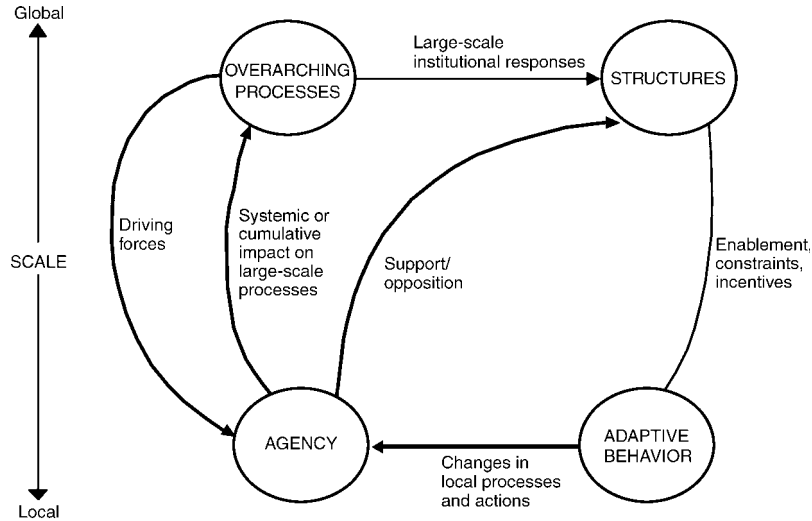 Global
OVERARCHING
PROCESSES
Large-scale
institutional responses
STRUCTURES
Driving
forces
Systemic or
cumulative
impact on
large-scale
processes
Support/
opposition
Enablement,
constraints,
incentives
SCALE
AGENCY
Changes in
local processes
and actions
ADAPTIVE
BEHAVIOR
Local